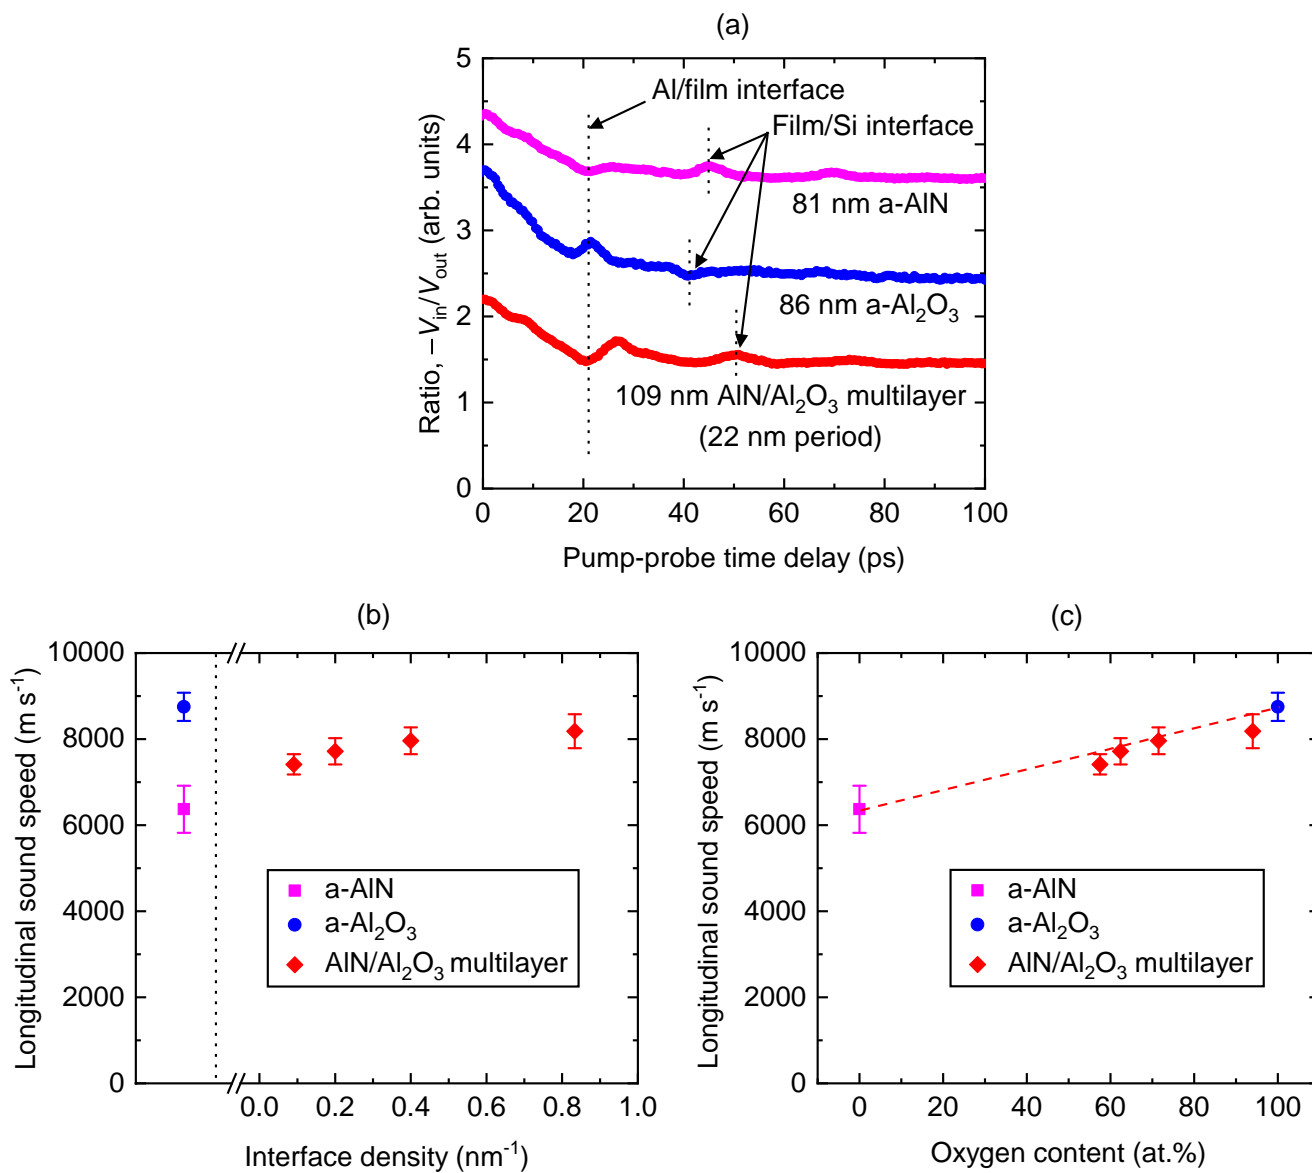 (a)
Ratio, −V_in/V_out (arb. units)
5
4
3
2
1
0
Al/film interface
Film/Si interface
81 nm a-AlN
86 nm a-Al₂O₃
109 nm AlN/Al₂O₃ multilayer
(22 nm period)
0 20 40 60 80 100
Pump-probe time delay (ps)
(b)
Longitudinal sound speed (m s⁻¹)
10000
8000
6000
4000
2000
0
a-AlN
a-Al₂O₃
AlN/Al₂O₃ multilayer
0.0 0.2 0.4 0.6 0.8 1.0
Interface density (nm⁻¹)
(c)
Longitudinal sound speed (m s⁻¹)
10000
8000
6000
4000
2000
0
a-AlN
a-Al₂O₃
AlN/Al₂O₃ multilayer
0 20 40 60 80 100
Oxygen content (at.%)